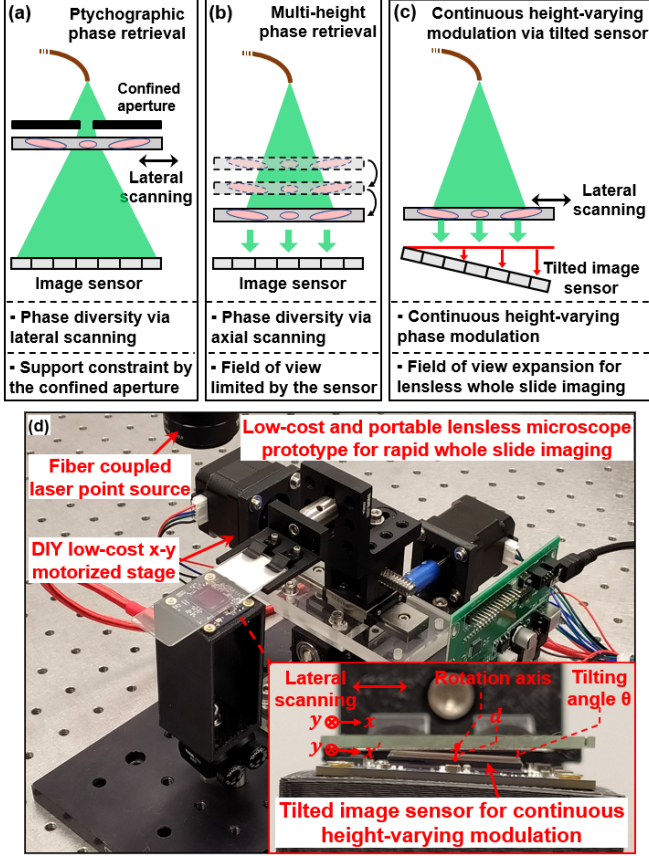 (a)
Ptychographic
phase retrieval
Confined
aperture
Lateral
scanning
Image sensor
▪ Phase diversity via
lateral scanning
▪ Support constraint by
the confined aperture
(b)
Multi-height
phase retrieval
Image sensor
▪ Phase diversity via
axial scanning
▪ Field of view
limited by the sensor
(c)
Continuous height-varying
modulation via tilted sensor
Lateral
scanning
Tilted image
sensor
▪ Continuous height-varying
phase modulation
▪ Field of view expansion for
lensless whole slide imaging
(d)
Low-cost and portable lensless microscope
prototype for rapid whole slide imaging
Fiber coupled
laser point source
DIY low-cost x-y
motorized stage
Lateral
scanning
Rotation axis
Tilting
angle θ
d
y x
y x'
Tilted image sensor for continuous
height-varying modulation